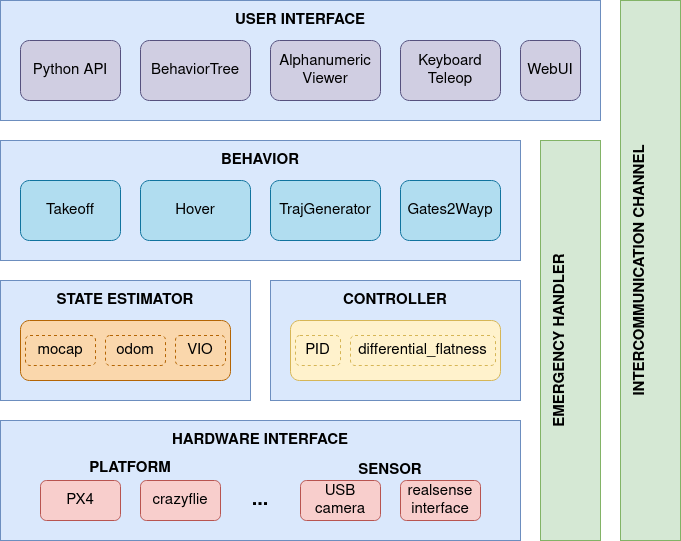 USER INTERFACE
Python API
BehaviorTree
Alphanumeric
Viewer
Keyboard
Teleop
WebUI
BEHAVIOR
Takeoff
Hover
TrajGenerator
Gates2Wayp
STATE ESTIMATOR
mocap
odom
VIO
CONTROLLER
PID
differential_flatness
HARDWARE INTERFACE
PLATFORM
PX4
crazyflie
...
SENSOR
USB
camera
realsense
interface
EMERGENCY HANDLER
INTERCOMMUNICATION CHANNEL